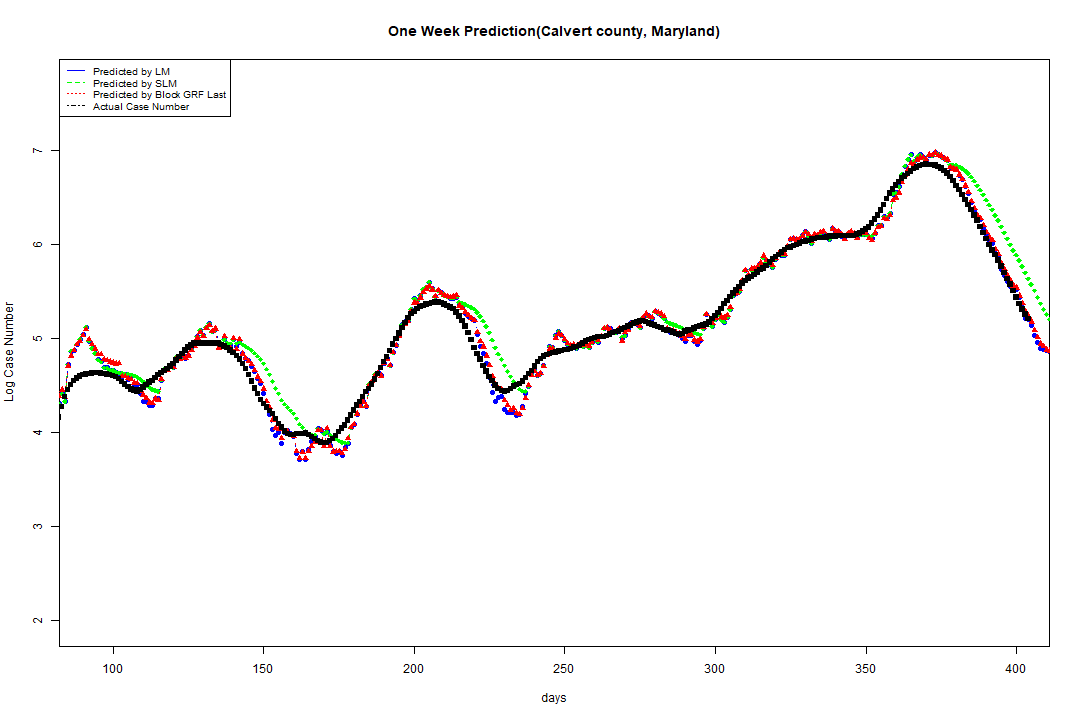 One Week Prediction(Calvert county, Maryland)
Predicted by LM
Predicted by SLM
Predicted by Block GRF Last
Actual Case Number
Log Case Number
7
6
5
4
3
2
100 150 200 250 300 350 400
days